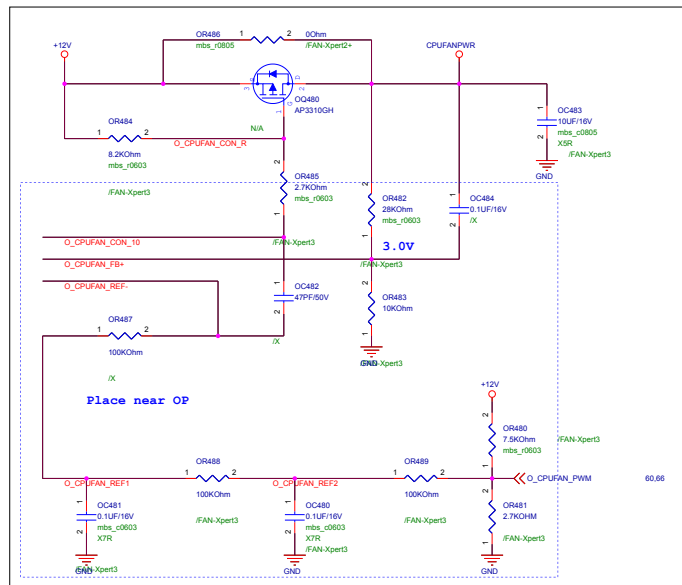 OR486
0Ohm
mbs_r0805
/FAN-Xpert2+
+12V
CPUFANPWR
3
S
D
2
G
1
OQ480
AP3310GH
N/A
OC483
10UF/16V
mbs_c0805
X5R
/FAN-Xpert3
GND
OR484
1
2
8.2KOhm
mbs_r0603
O_CPUFAN_CON_R
/FAN-Xpert3
OR485
2.7KOhm
mbs_r0603
/FAN-Xpert3
OR482
28KOhm
mbs_r0603
/FAN-Xpert3
OC484
0.1UF/16V
/X
3.0V
O_CPUFAN_CON_10
O_CPUFAN_FB+
O_CPUFAN_REF-
OC482
47PF/50V
/X
OR483
10KOhm
/FAN-Xpert3
GND
OR487
1
2
100KOhm
/X
Place near OP
+12V
OR480
7.5KOhm
mbs_r0603
/FAN-Xpert3
O_CPUFAN_PWM
60,66
OR481
2.7KOHM
/FAN-Xpert3
GND
OR488
1
2
100KOhm
/FAN-Xpert3
OR489
1
2
100KOhm
/FAN-Xpert3
O_CPUFAN_REF1
O_CPUFAN_REF2
OC481
0.1UF/16V
mbs_c0603
X7R
/FAN-Xpert3
GND
OC480
0.1UF/16V
mbs_c0603
X7R
/FAN-Xpert3
GND